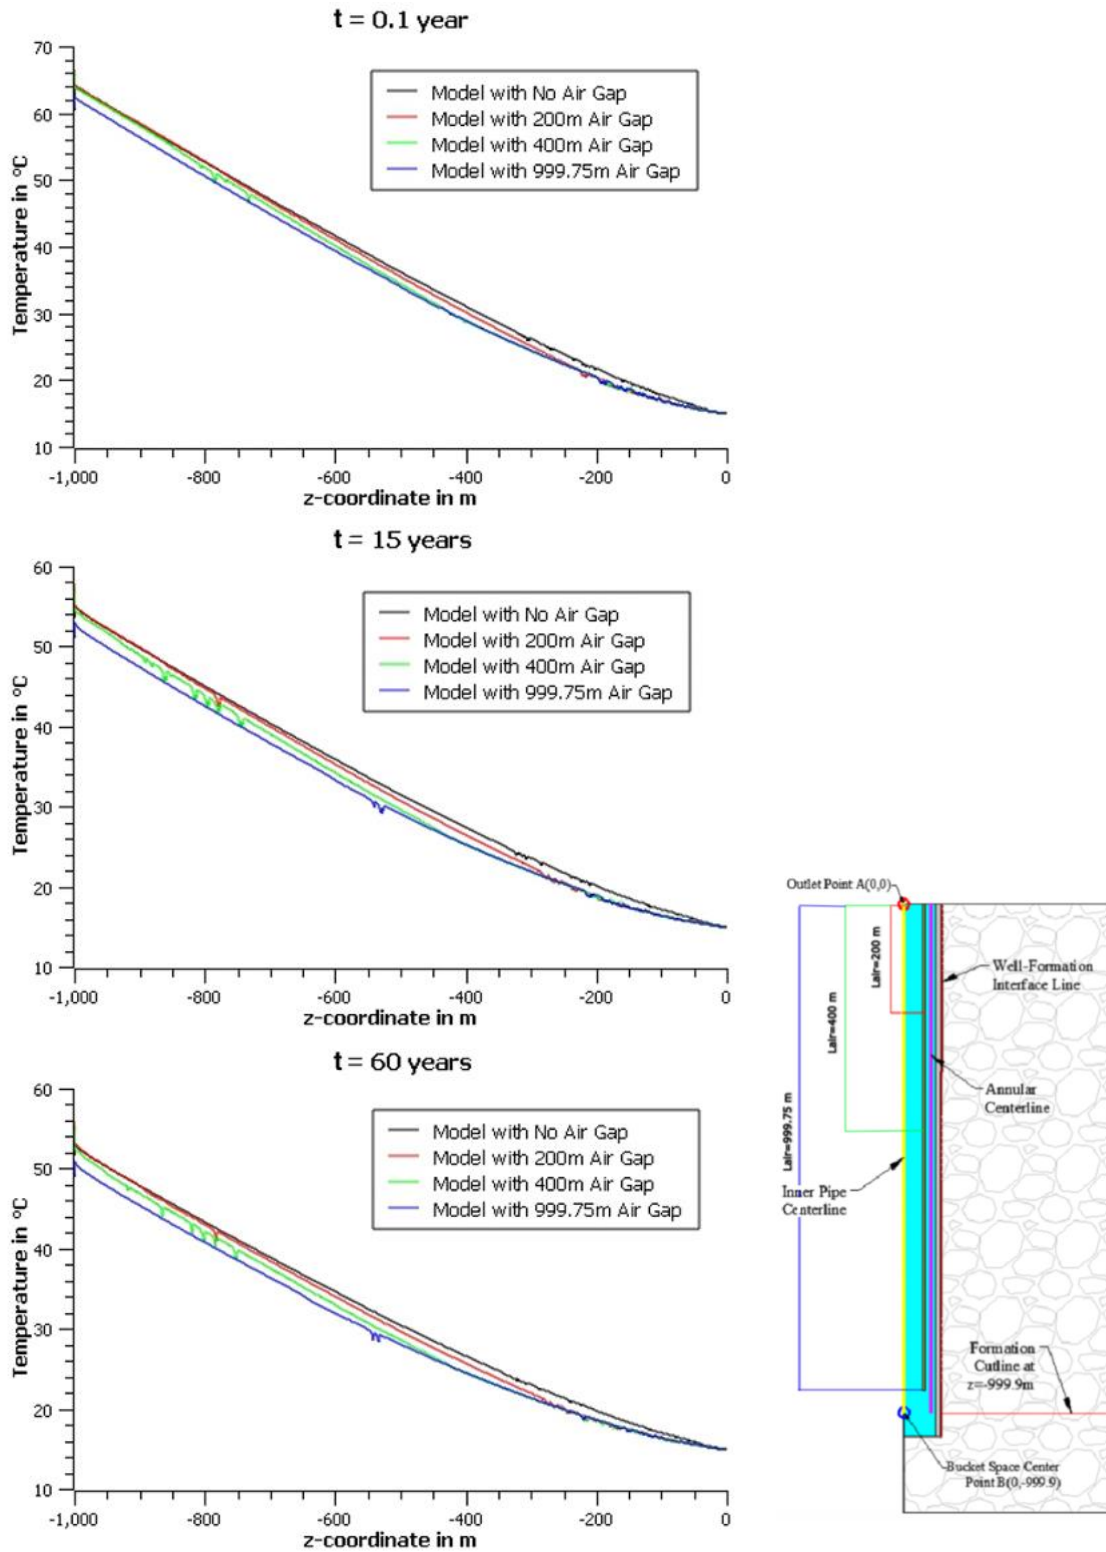 t = 0.1 year
70
60
50
40
30
20
10
Temperature in °C
Model with No Air Gap
Model with 200m Air Gap
Model with 400m Air Gap
Model with 999.75m Air Gap
-1,000
-800
-600
-400
-200
0
z-coordinate in m
t = 15 years
60
50
40
30
20
10
Temperature in °C
Model with No Air Gap
Model with 200m Air Gap
Model with 400m Air Gap
Model with 999.75m Air Gap
-1,000
-800
-600
-400
-200
0
z-coordinate in m
t = 60 years
60
50
40
30
20
10
Temperature in °C
Model with No Air Gap
Model with 200m Air Gap
Model with 400m Air Gap
Model with 999.75m Air Gap
-1,000
-800
-600
-400
-200
0
z-coordinate in m
Outlet Point A(0,0)
Lair=200 m
Lair=400 m
Lair=999.75 m
Well-Formation
Interface Line
Annular
Centerline
Inner Pipe
Centerline
Formation
Cutline at
z=-999.9m
Bucket Space Center
Point B(0,-999.9)